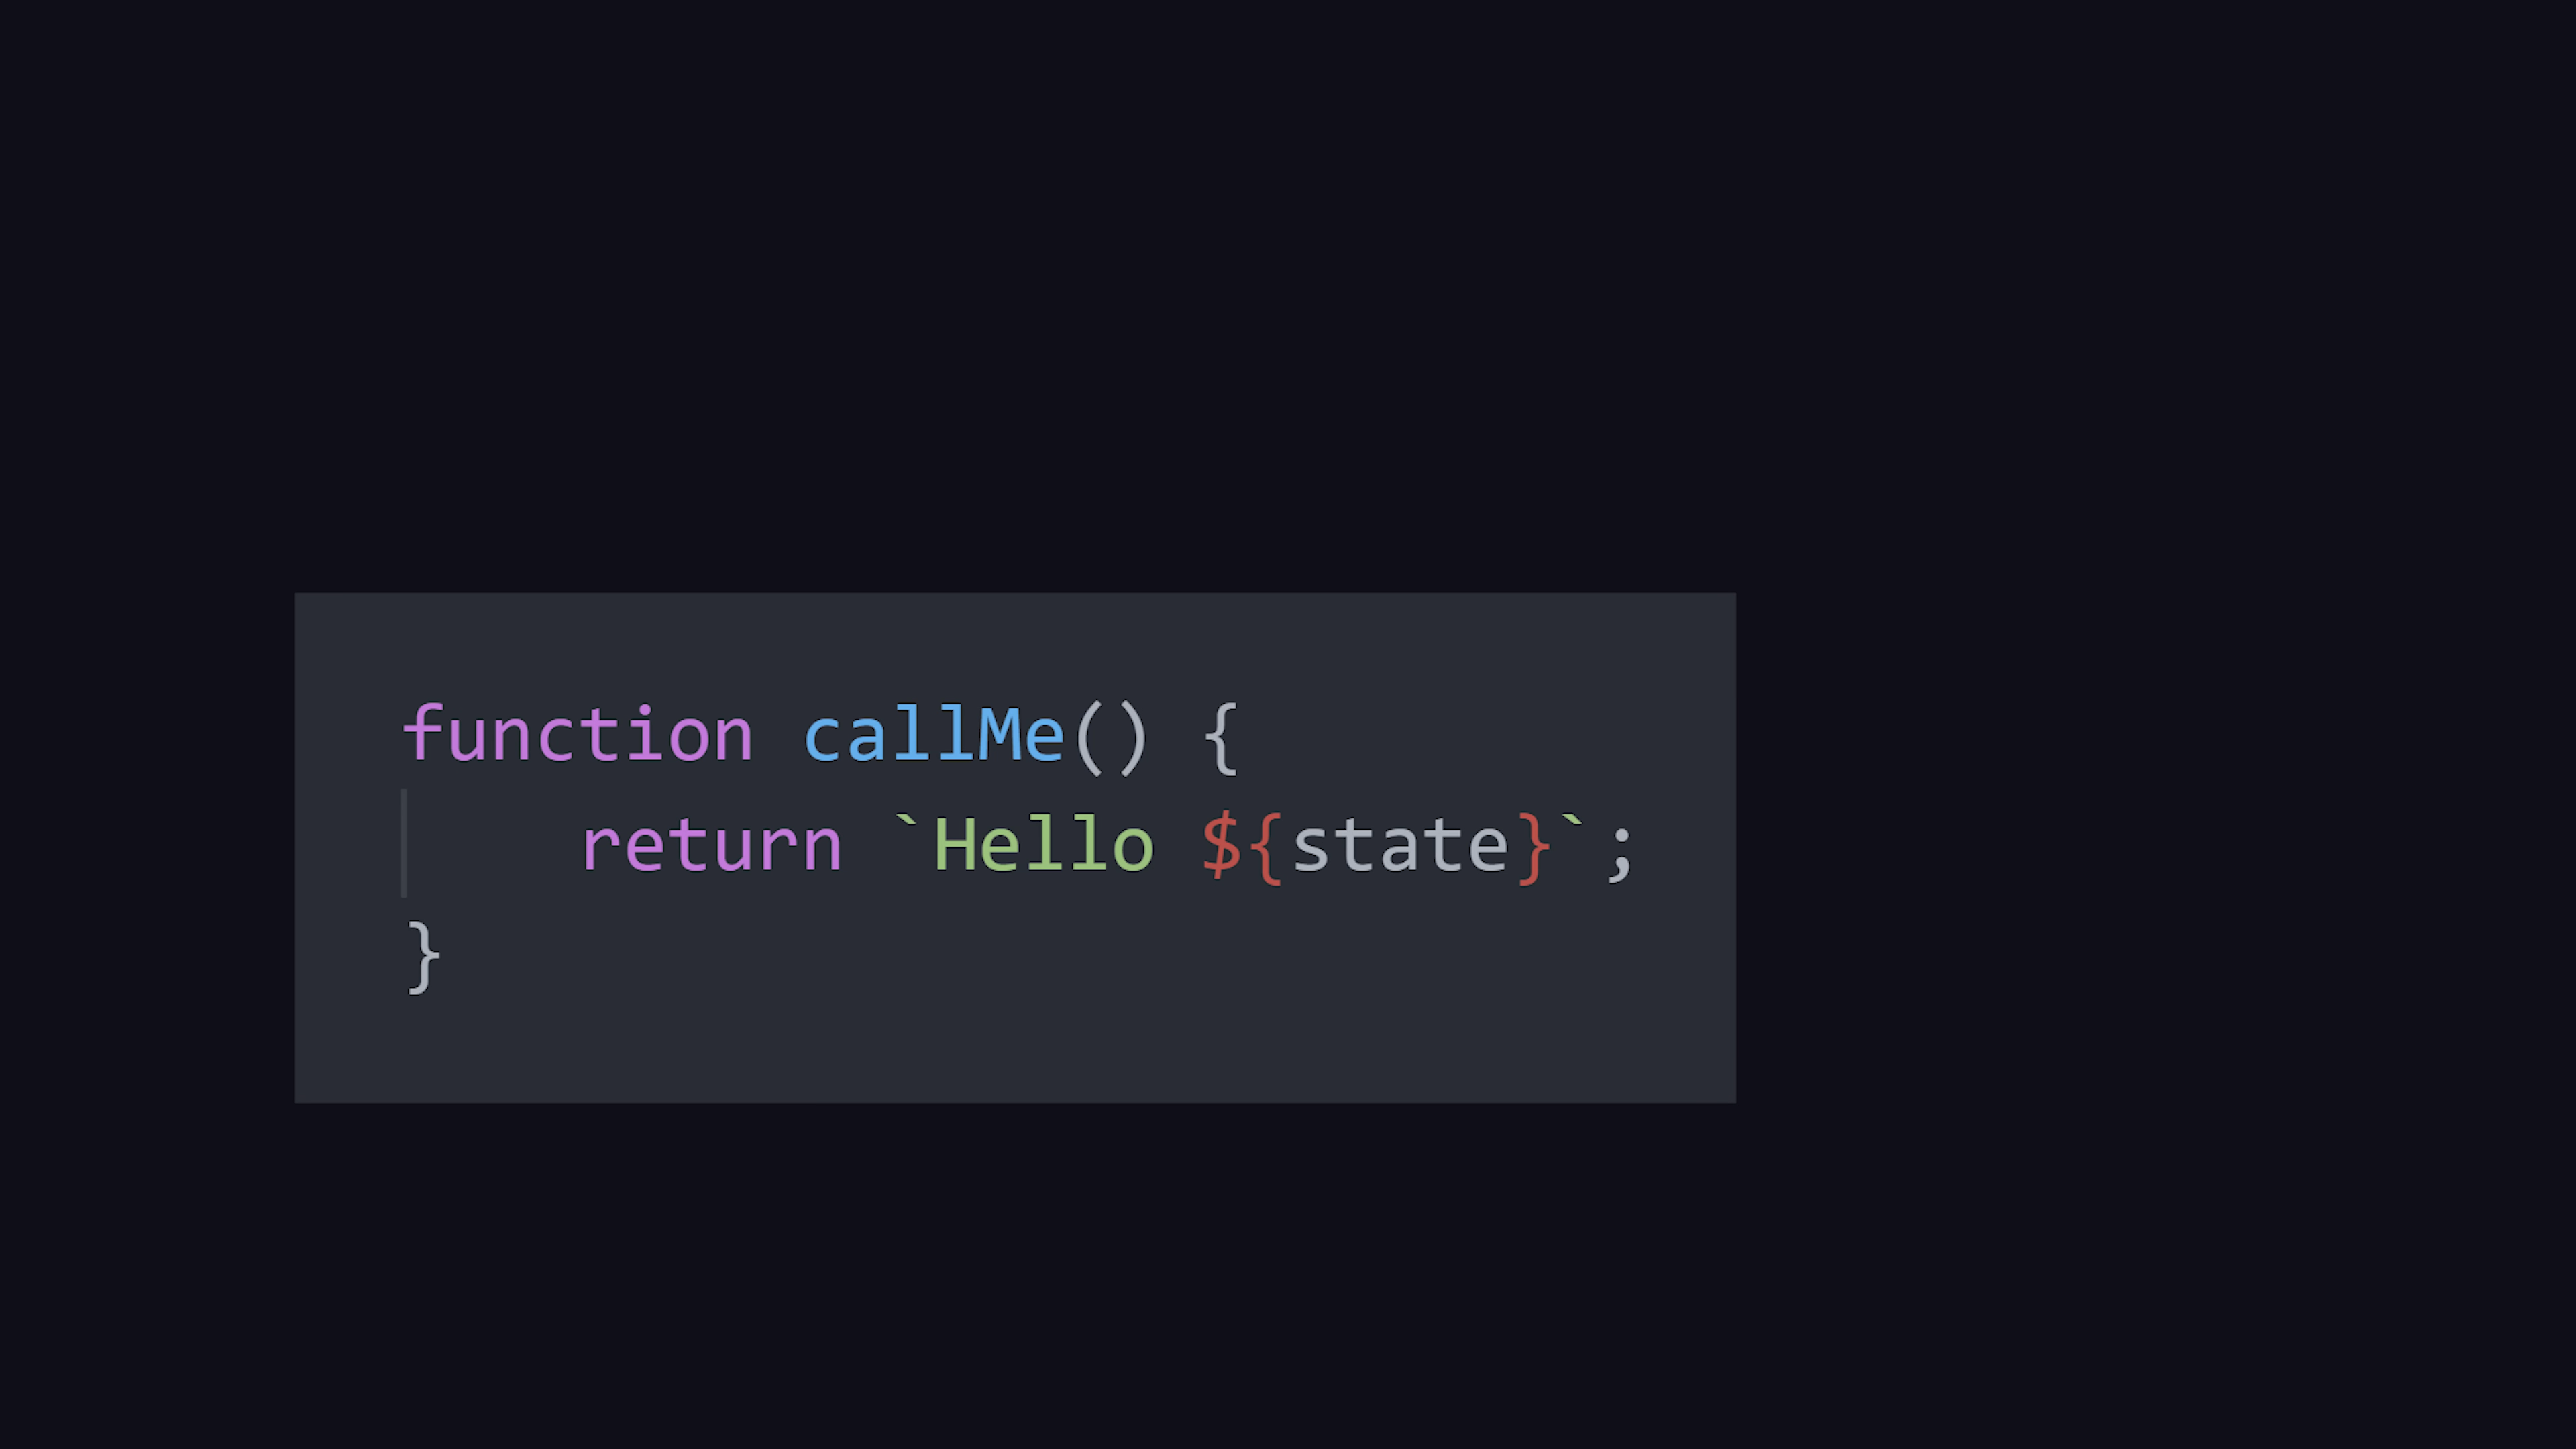 function callMe() {
    return `Hello ${state}`;
}